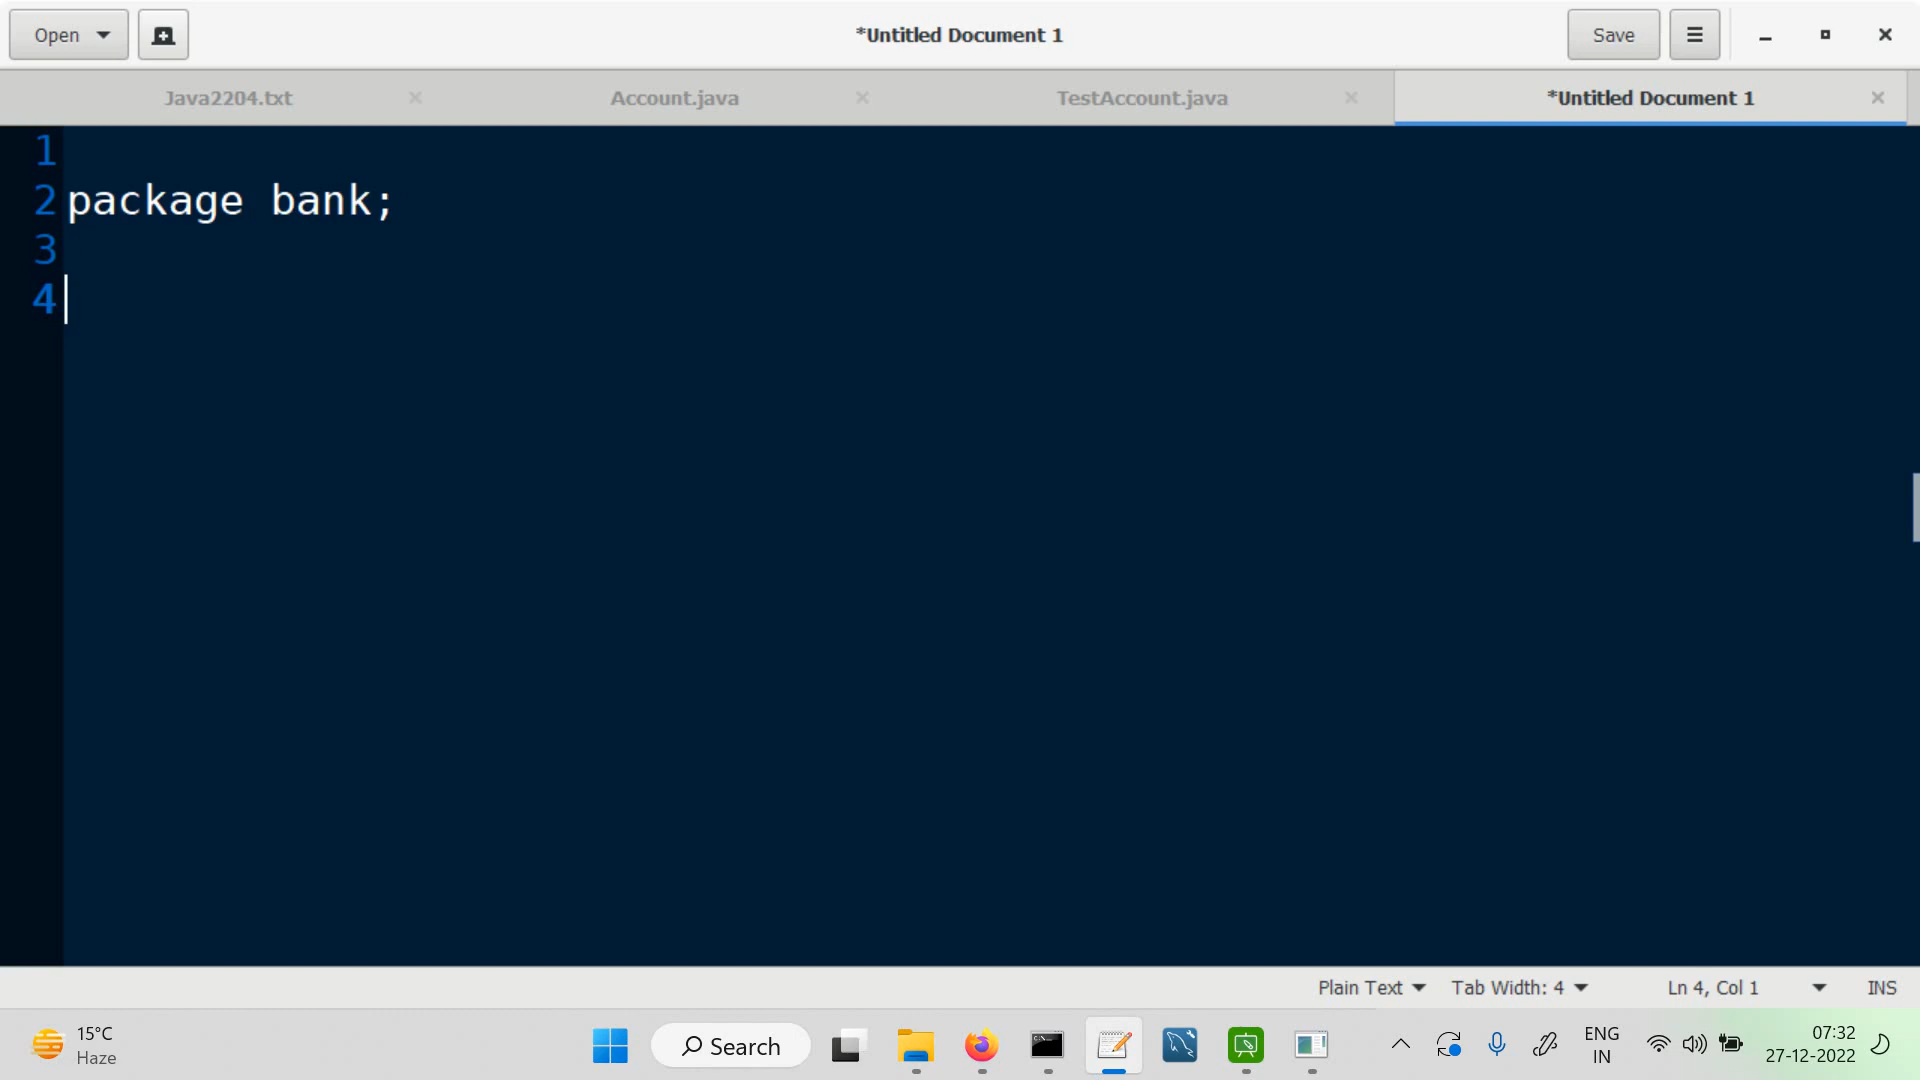 Open
*Untitled Document 1
Save
Java2204.txt
Account.java
TestAccount.java
*Untitled Document 1
1
2 package bank;
3
4
Plain Text
Tab Width: 4
Ln 4, Col 1
INS
15°C
Haze
Search
ENG
IN
07:32
27-12-2022